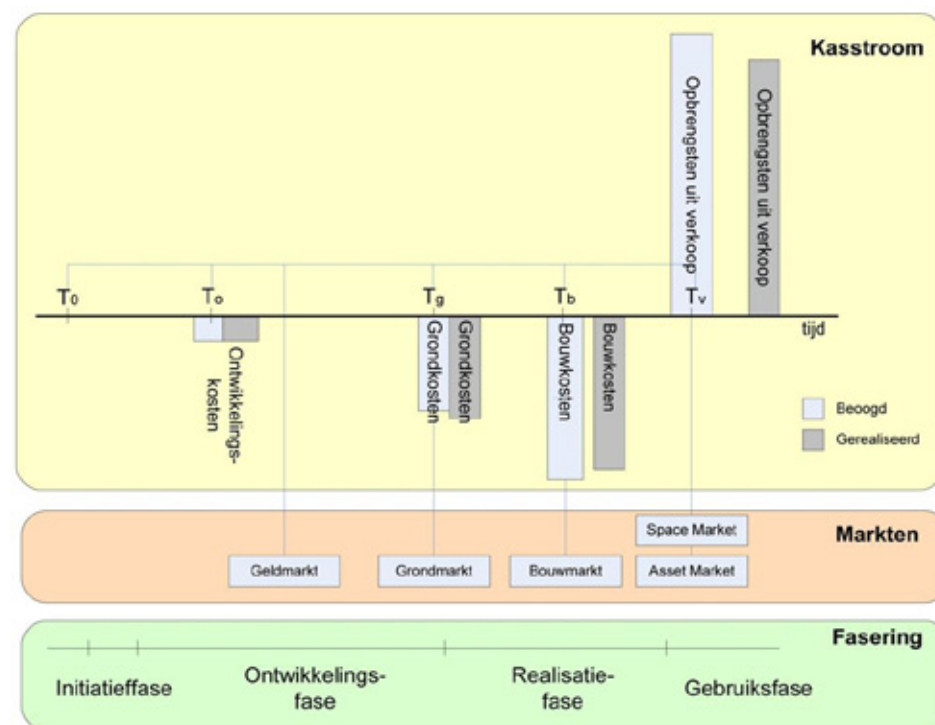 Kasstroom
Opbrengsten uit verkoop
Opbrengsten uit verkoop
T0
To
Tg
Tb
Tv
tijd
Ontwikkelings-
kosten
Grondkosten
Grondkosten
Bouwkosten
Bouwkosten
Beoogd
Gerealiseerd
Markten
Space Market
Geldmarkt
Grondmarkt
Bouwmarkt
Asset Market
Fasering
Initiatieffase
Ontwikkelings-
fase
Realisatie-
fase
Gebruiksfase